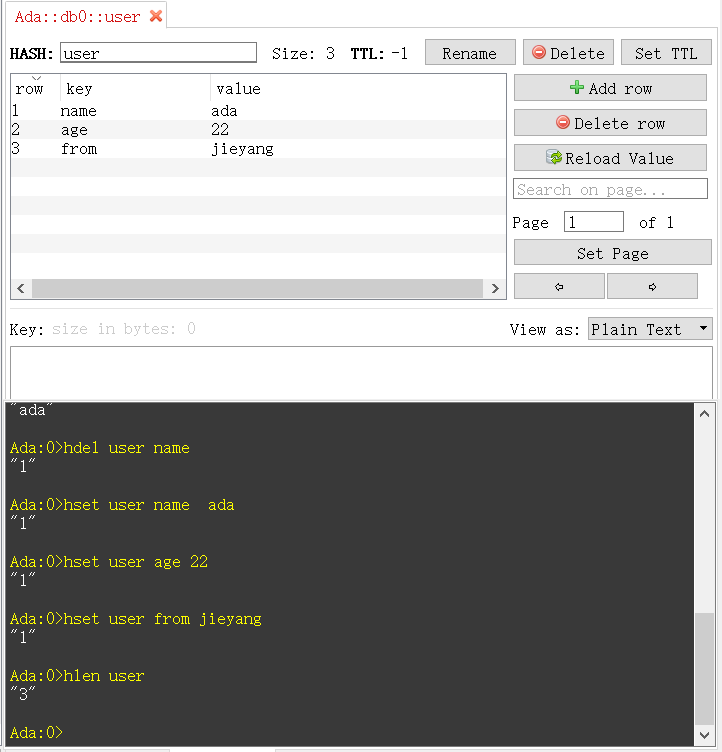 Ada::db0::user
HASH: user Size: 3 TTL: -1 Rename Delete Set TTL
row key value
1 name ada
2 age 22
3 from jieyang
Add row
Delete row
Reload Value
Search on page...
Page 1 of 1
Set Page
Key: size in bytes: 0 View as: Plain Text
"ada"
Ada:0>hdel user name
"1"
Ada:0>hset user name  ada
"1"
Ada:0>hset user age 22
"1"
Ada:0>hset user from jieyang
"1"
Ada:0>hlen user
"3"
Ada:0>